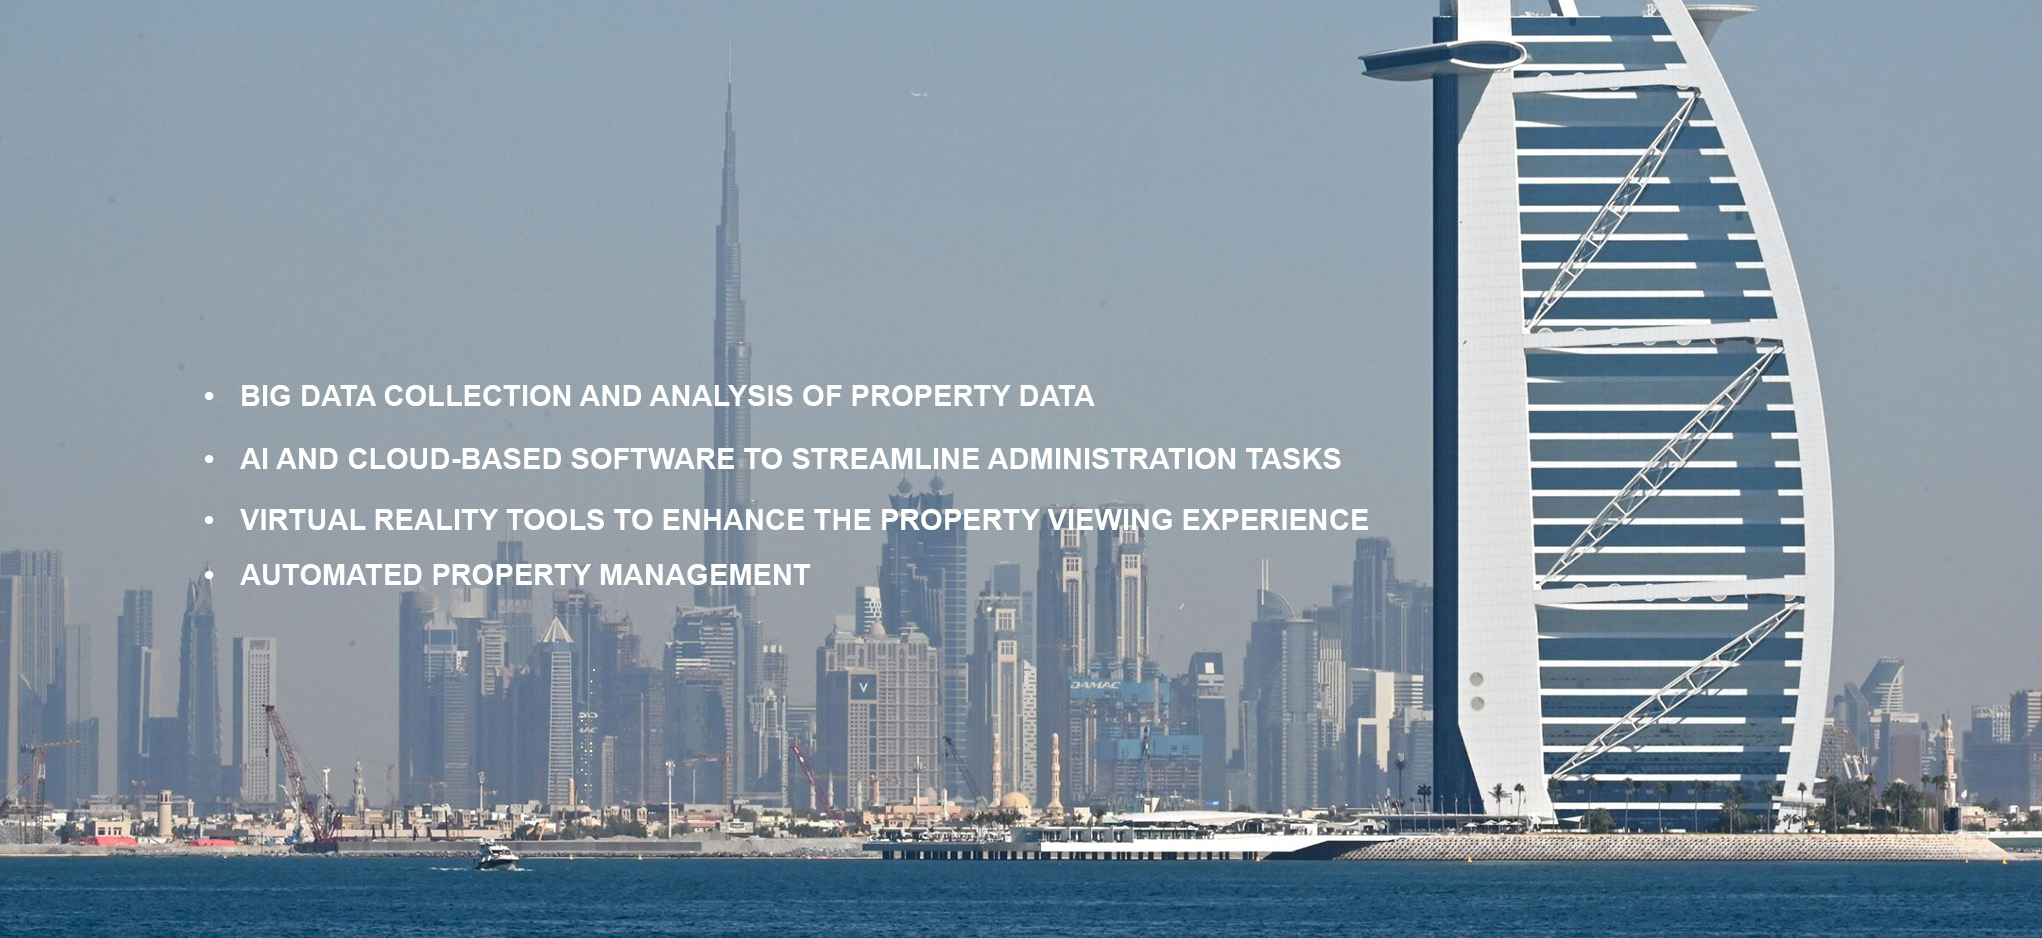 • BIG DATA COLLECTION AND ANALYSIS OF PROPERTY DATA
• AI AND CLOUD-BASED SOFTWARE TO STREAMLINE ADMINISTRATION TASKS
• VIRTUAL REALITY TOOLS TO ENHANCE THE PROPERTY VIEWING EXPERIENCE
• AUTOMATED PROPERTY MANAGEMENT
V
DAMAC